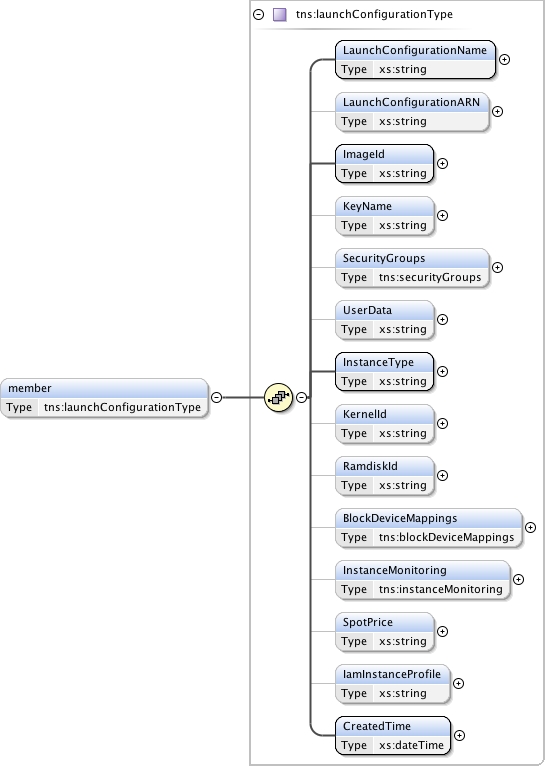 tns:launchConfigurationType
LaunchConfigurationName
Type xs:string
LaunchConfigurationARN
Type xs:string
ImageId
Type xs:string
KeyName
Type xs:string
SecurityGroups
Type tns:securityGroups
UserData
Type xs:string
InstanceType
Type xs:string
member
Type tns:launchConfigurationType
KernelId
Type xs:string
RamdiskId
Type xs:string
BlockDeviceMappings
Type tns:blockDeviceMappings
InstanceMonitoring
Type tns:instanceMonitoring
SpotPrice
Type xs:string
IamInstanceProfile
Type xs:string
CreatedTime
Type xs:dateTime